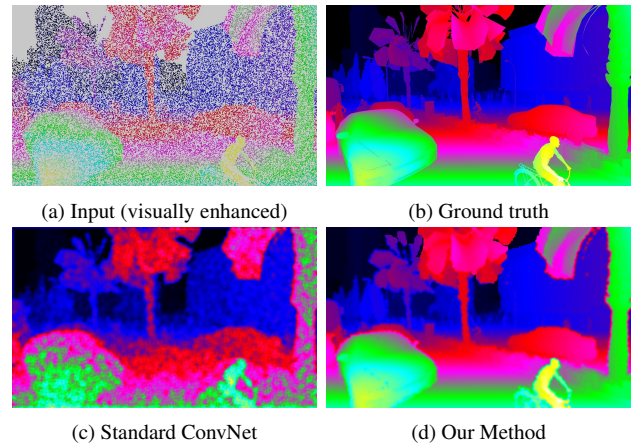 (a) Input (visually enhanced)
(b) Ground truth
(c) Standard ConvNet
(d) Our Method